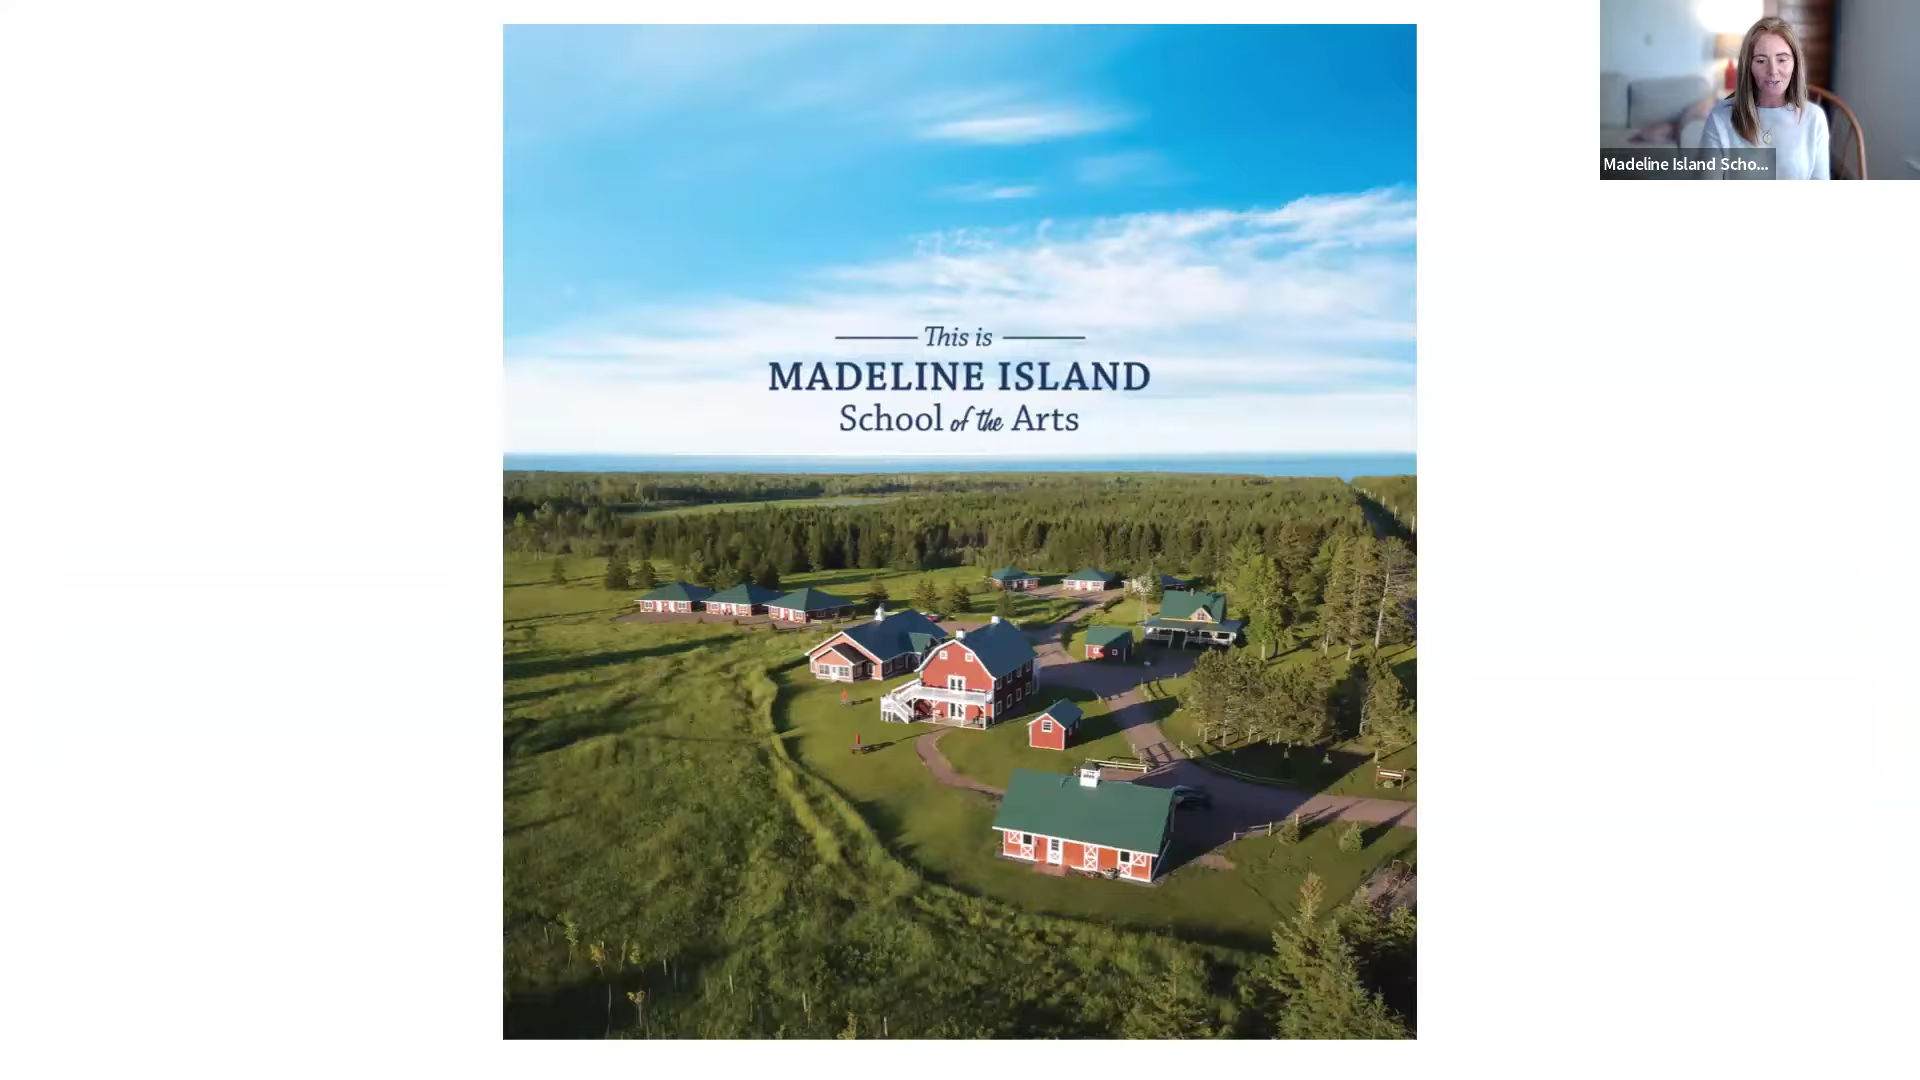 This is
MADELINE ISLAND
School of the Arts
Madeline Island Scho...